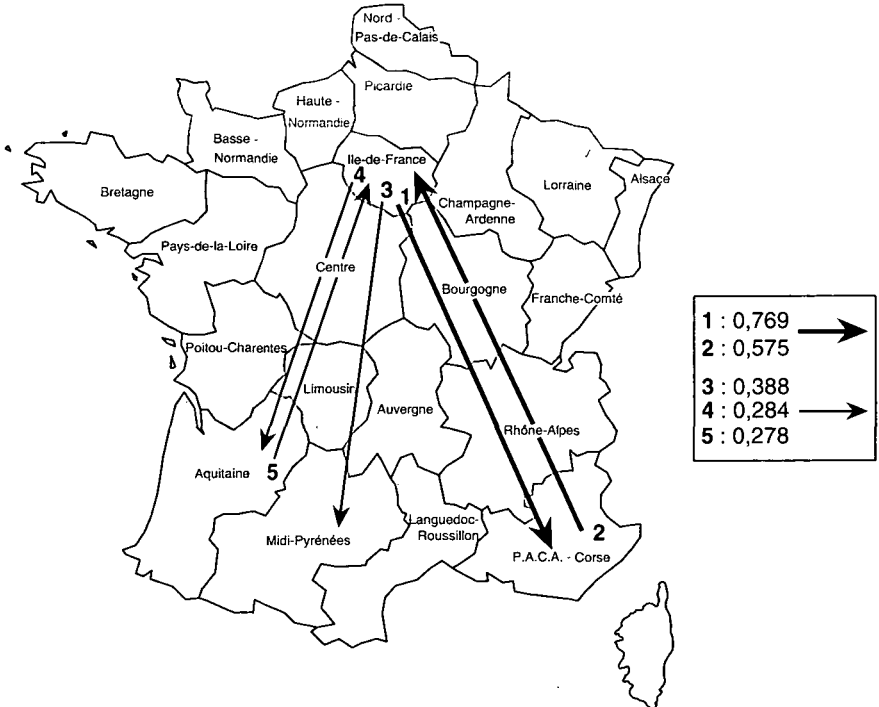 Nord -
Pas-de-Calais
Picardie
Haute -
Normandie
Basse -
Normandie
Ile-de-France
4
3
1
Bretagne
Champagne-
Ardenne
Lorraine
Alsace
Pays-de-la-Loire
Centre
Bourgogne
Franche-Comté
Poitou-Charentes
Limousin
Auvergne
Rhône-Alpes
Aquitaine
5
Midi-Pyrénées
Languedoc-
Roussillon
2
P.A.C.A. - Corse
1 : 0,769
2 : 0,575
3 : 0,388
4 : 0,284
5 : 0,278